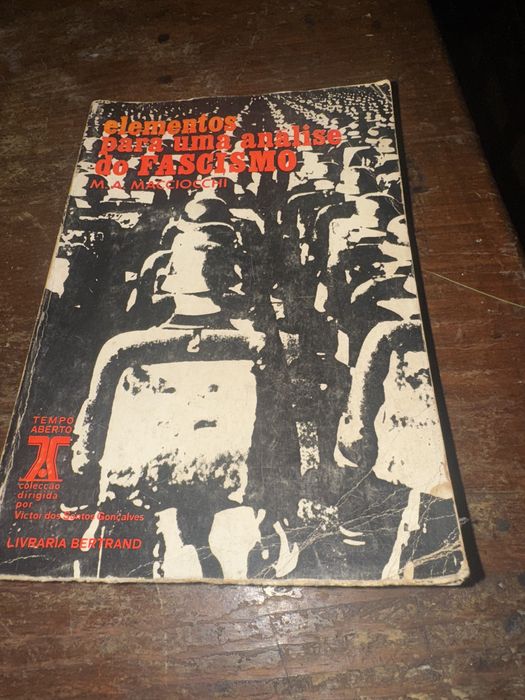 elementos
para uma análise
do FASCISMO
M. A. MACCIOCCHI
TEMPO
ABERTO
colecção
dirigida
por
Victor dos Santos Gonçalves
LIVRARIA BERTRAND